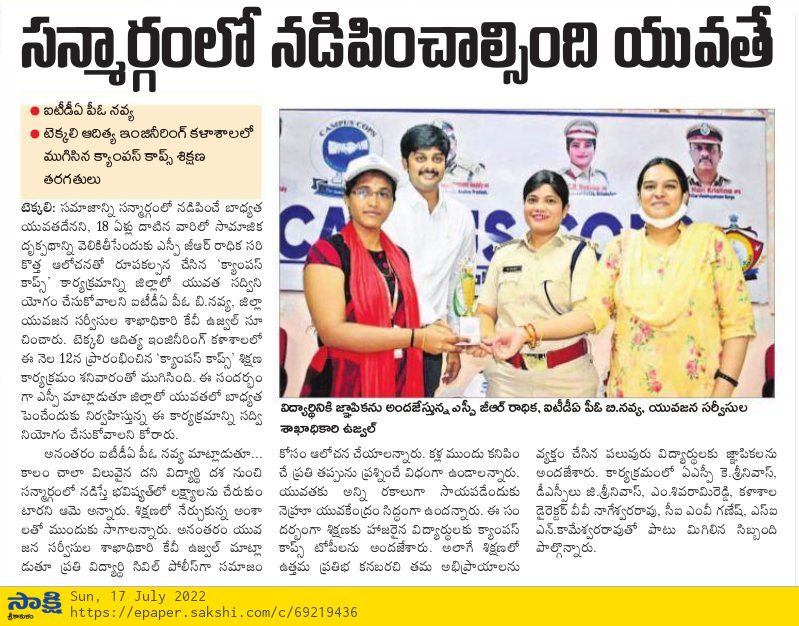 సన్మార్గంలో నడిపించాల్సింది యువతే
● ఐటీడీఏ పీఓ నవ్య
● టెక్కలి ఆదిత్య ఇంజినీరింగ్ కళాశాలలో
ముగిసిన క్యాంపస్ కాప్స్ శిక్షణ
తరగతులు
టెక్కలి: సమాజాన్ని సన్మార్గంలో నడిపించే బాధ్యత
యువతదేనని, 18 ఏళ్లు దాటిన వారిలో సామాజిక
దృక్పథాన్ని వెలికితీసేందుకు ఎస్పీ జీఆర్ రాధిక సరి
కొత్త ఆలోచనతో రూపకల్పన చేసిన 'క్యాంపస్
కాప్స్' కార్యక్రమాన్ని జిల్లాలో యువత సద్విని
యోగం చేసుకోవాలని ఐటీడీఏ పీఓ బి.నవ్య, జిల్లా
యువజన సర్వీసుల శాఖాధికారి కేవీ ఉజ్వల్ సూ
చించారు. టెక్కలి ఆదిత్య ఇంజినీరింగ్ కళాశాలలో
ఈ నెల 12న ప్రారంభించిన 'క్యాంపస్ కాప్స్' శిక్షణ
కార్యక్రమం శనివారంతో ముగిసింది. ఈ సందర్భం
గా ఎస్పీ మాట్లాడుతూ జిల్లాలో యువతలో బాధ్యత
పెంచేందుకు నిర్వహిస్తున్న ఈ కార్యక్రమాన్ని సద్వి
నియోగం చేసుకోవాలని కోరారు.
అనంతరం ఐటీడీఏ పీఓ నవ్య మాట్లాడుతూ...
కాలం చాలా విలువైన దని విద్యార్థి దశ నుంచి
సన్మార్గంలో నడిస్తే భవిష్యత్‌లో లక్ష్యాలను చేరుకుం
టారని ఆమె అన్నారు. శిక్షణలో నేర్చుకున్న అంశా
లతో ముందుకు సాగాలన్నారు. అనంతరం యువ
జన సర్వీసుల శాఖాధికారి కేవీ ఉజ్వల్ మాట్లా
డుతూ ప్రతి విద్యార్థి సివిల్ పోలీస్‌గా సమాజం
CAMPUS COPS
విద్యార్థినికి జ్ఞాపికను అందజేస్తున్న ఎస్పీ జీఆర్ రాధిక, ఐటీడీఏ పీఓ బి.నవ్య, యువజన సర్వీసుల
శాఖాధికారి ఉజ్వల్
కోసం ఆలోచన చేయాలన్నారు. కళ్ల ముందు కనిపిం
చే ప్రతి తప్పును ప్రశ్నించే విధంగా ఉండాలన్నారు.
యువతకు అన్ని రకాలుగా సాయపడేందుకు
నెహ్రూ యువకేంద్రం సిద్ధంగా ఉందన్నారు. ఈ సం
దర్భంగా శిక్షణకు హాజరైన విద్యార్థులకు క్యాంపస్
కాప్స్ టోపీలను అందజేశారు. అలాగే శిక్షణలో
ఉత్తమ ప్రతిభ కనబరచి తమ అభిప్రాయాలను
వ్యక్తం చేసిన పలువురు విద్యార్థులకు జ్ఞాపికలను
అందజేశారు. కార్యక్రమంలో ఏఎస్పీ కె.శ్రీనివాస్,
డీఎస్పీలు జి.శ్రీనివాస్, ఎం.శివరామిరెడ్డి, కళాశాల
డైరెక్టర్ వీవీ నాగేశ్వరరావు, సీఐ ఎంవీ గణేష్, ఎస్ఐ
ఎన్.కామేశ్వరరావుతో పాటు మిగిలిన సిబ్బంది
పాల్గొన్నారు.
సాక్షి
శ్రీకాకుళం
Sun, 17 July 2022
https://epaper.sakshi.com/c/69219436